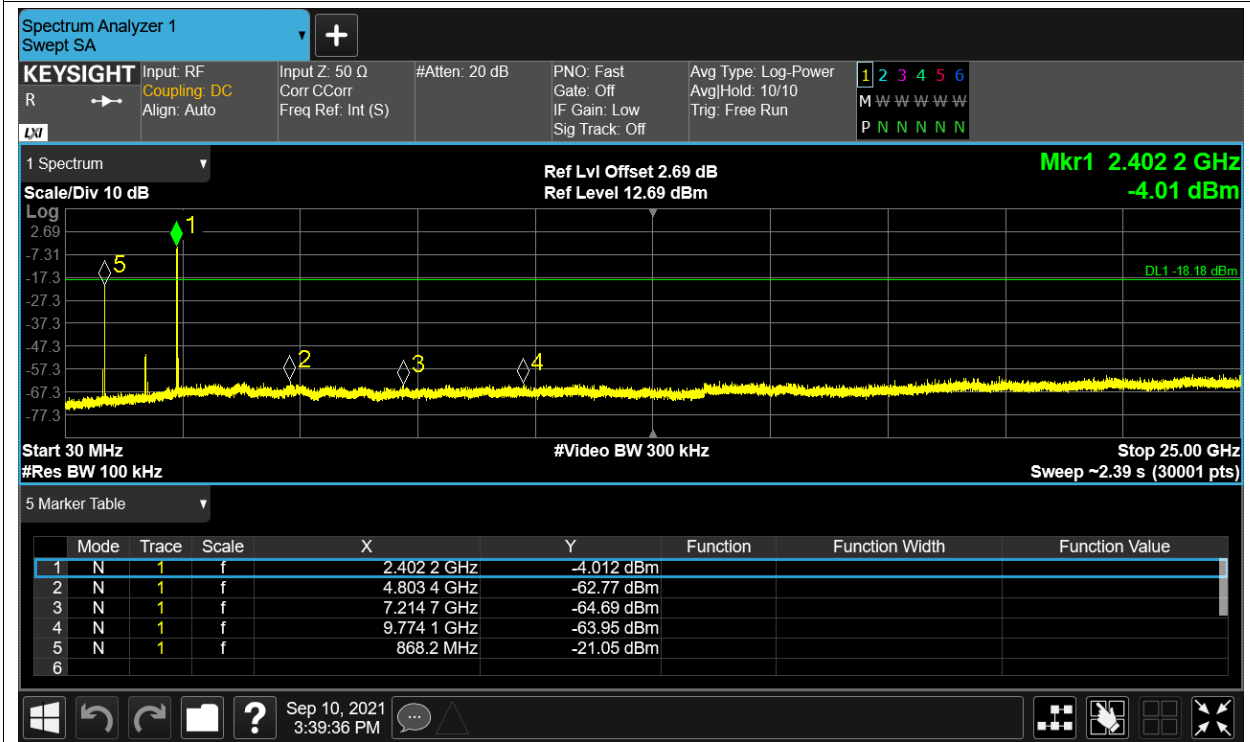 Spectrum Analyzer 1
Swept SA
+
KEYSIGHT
R
LXI
Input: RF
Coupling: DC
Align: Auto
Input Z: 50 Ω
Corr CCorr
Freq Ref: Int (S)
#Atten: 20 dB
PNO: Fast
Gate: Off
IF Gain: Low
Sig Track: Off
Avg Type: Log-Power
Avg|Hold: 10/10
Trig: Free Run
1 2 3 4 5 6
M W W W W W
P N N N N N
1 Spectrum
Scale/Div 10 dB
Ref Lvl Offset 2.69 dB
Ref Level 12.69 dBm
Mkr1 2.402 2 GHz
-4.01 dBm
Log
2.69
-7.31
-17.3
-27.3
-37.3
-47.3
-57.3
-67.3
-77.3
1
5
2
3
4
DL1 -18.18 dBm
Start 30 MHz
#Video BW 300 kHz
Stop 25.00 GHz
#Res BW 100 kHz
Sweep ~2.39 s (30001 pts)
5 Marker Table
Mode Trace Scale X Y Function Function Width Function Value
1 N 1 f 2.402 2 GHz -4.012 dBm
2 N 1 f 4.803 4 GHz -62.77 dBm
3 N 1 f 7.214 7 GHz -64.69 dBm
4 N 1 f 9.774 1 GHz -63.95 dBm
5 N 1 f 868.2 MHz -21.05 dBm
6
?
Sep 10, 2021
3:39:36 PM